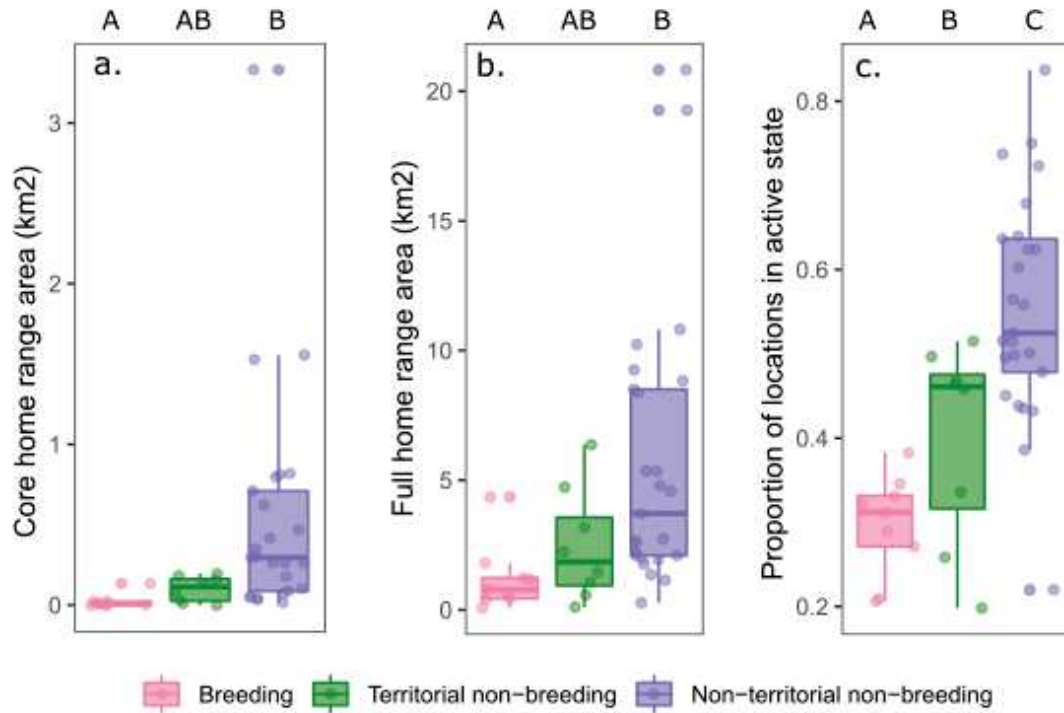 A AB B
A AB B
A B C
a.
b.
c.
Core home range area (km2)
3
2
1
0
Full home range area (km2)
20
15
10
5
0
Proportion of locations in active state
0.8
0.6
0.4
0.2
Breeding
Territorial non-breeding
Non-territorial non-breeding